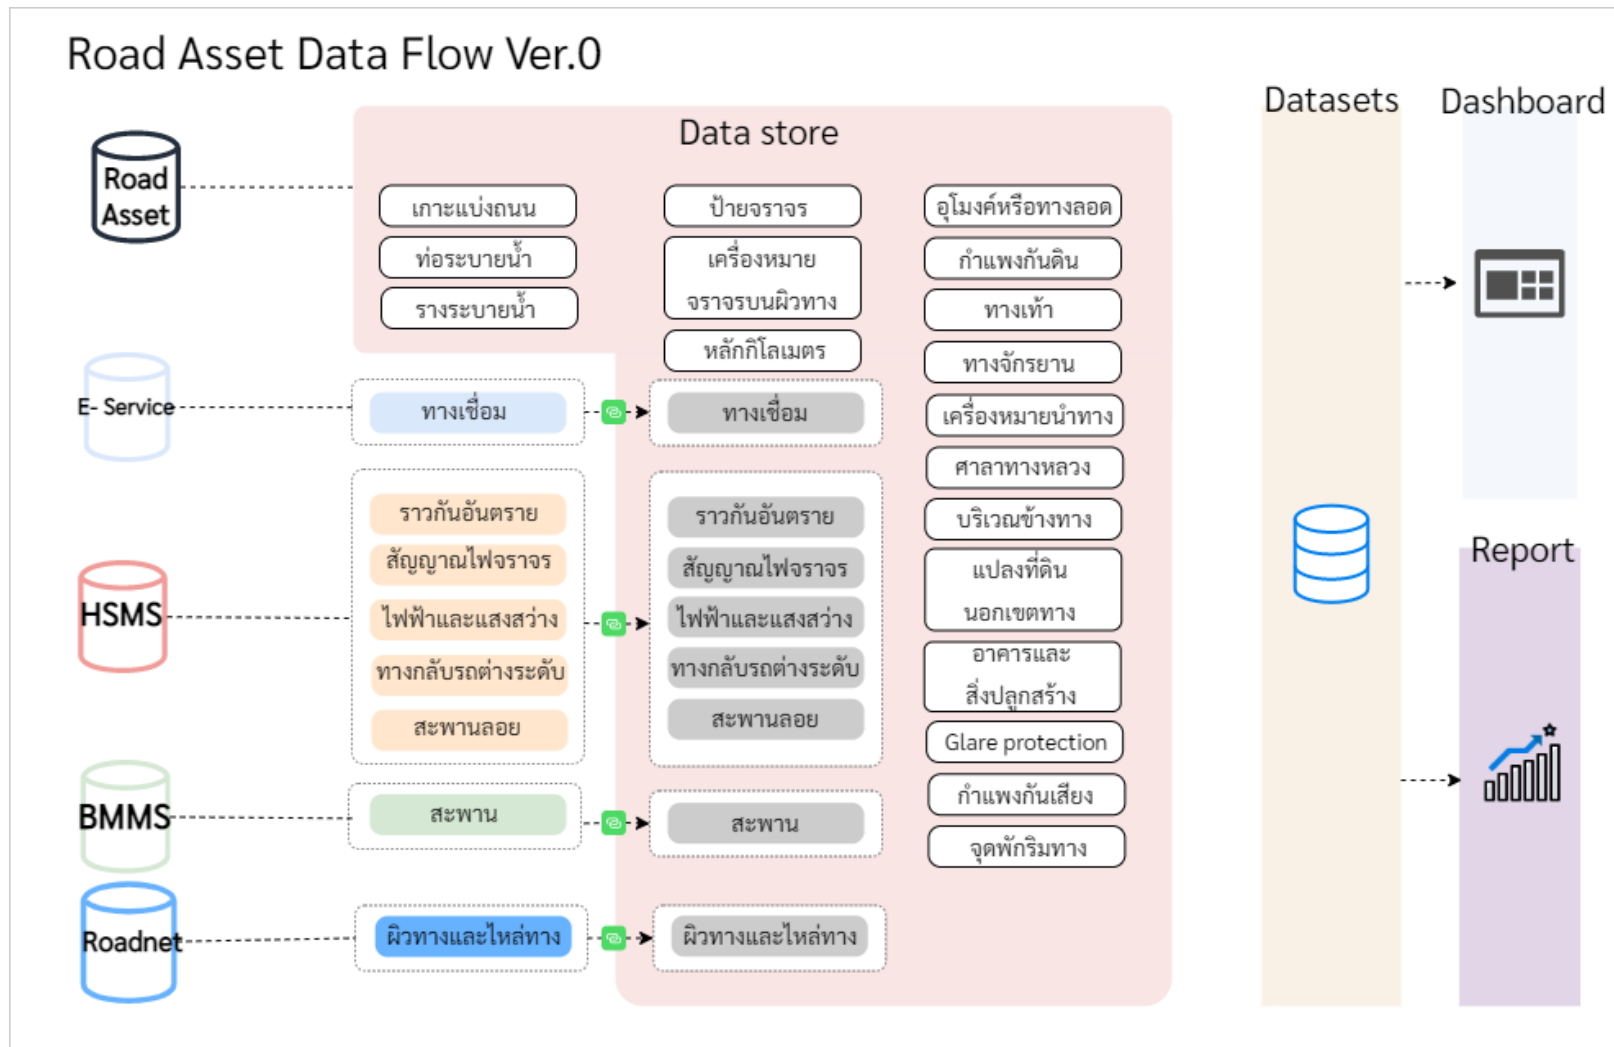 Road Asset Data Flow Ver.0
Datasets
Dashboard
Data store
Road
Asset
เกาะแบ่งถนน
ท่อระบายน้ำ
รางระบายน้ำ
ป้ายจราจร
เครื่องหมาย
จราจรบนผิวทาง
หลักกิโลเมตร
อุโมงค์หรือทางลอด
กำแพงกันดิน
ทางเท้า
ทางจักรยาน
เครื่องหมายนำทาง
ศาลาทางหลวง
บริเวณข้างทาง
แปลงที่ดิน
นอกเขตทาง
อาคารและ
สิ่งปลูกสร้าง
Glare protection
กำแพงกันเสียง
จุดพักริมทาง
E- Service
ทางเชื่อม
ทางเชื่อม
HSMS
ราวกันอันตราย
สัญญาณไฟจราจร
ไฟฟ้าและแสงสว่าง
ทางกลับรถต่างระดับ
สะพานลอย
ราวกันอันตราย
สัญญาณไฟจราจร
ไฟฟ้าและแสงสว่าง
ทางกลับรถต่างระดับ
สะพานลอย
BMMS
สะพาน
สะพาน
Roadnet
ผิวทางและไหล่ทาง
ผิวทางและไหล่ทาง
Report